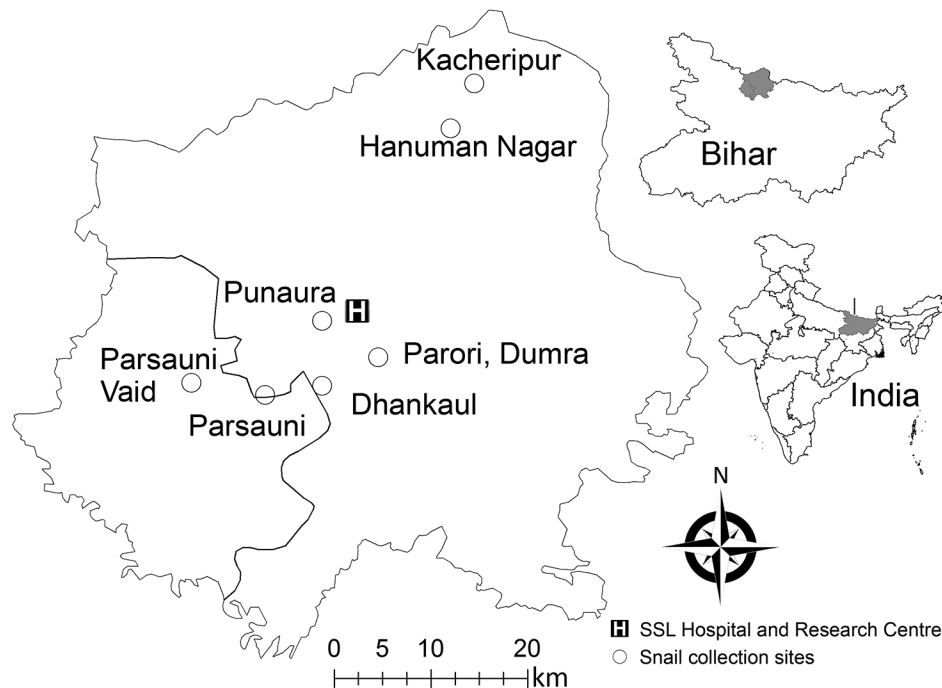 Kacheripur
Hanuman Nagar
Bihar
Punaura
H
Parsauni
Vaid
Parori, Dumra
Parsauni
Dhankaul
India
N
H SSL Hospital and Research Centre
Snail collection sites
0 5 10 20
km